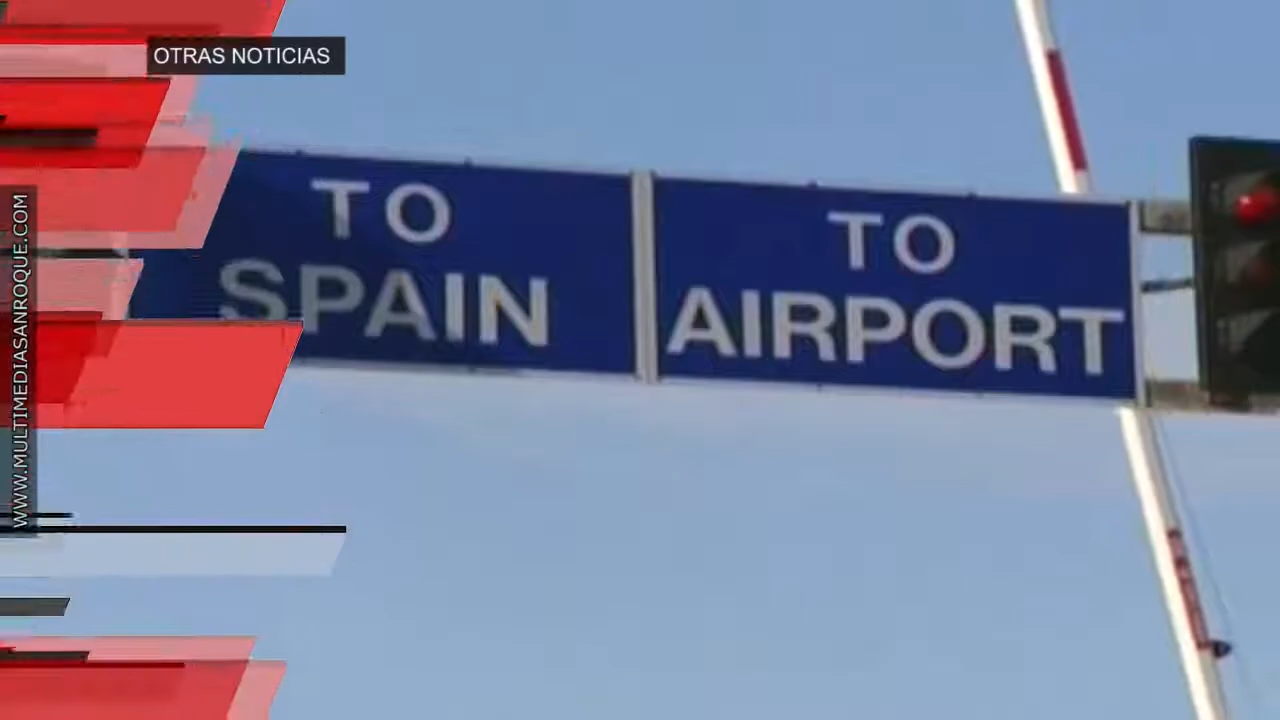 OTRAS NOTICIAS
TO
SPAIN
TO
AIRPORT
WWW.MULTIMEDIASANROQUE.COM